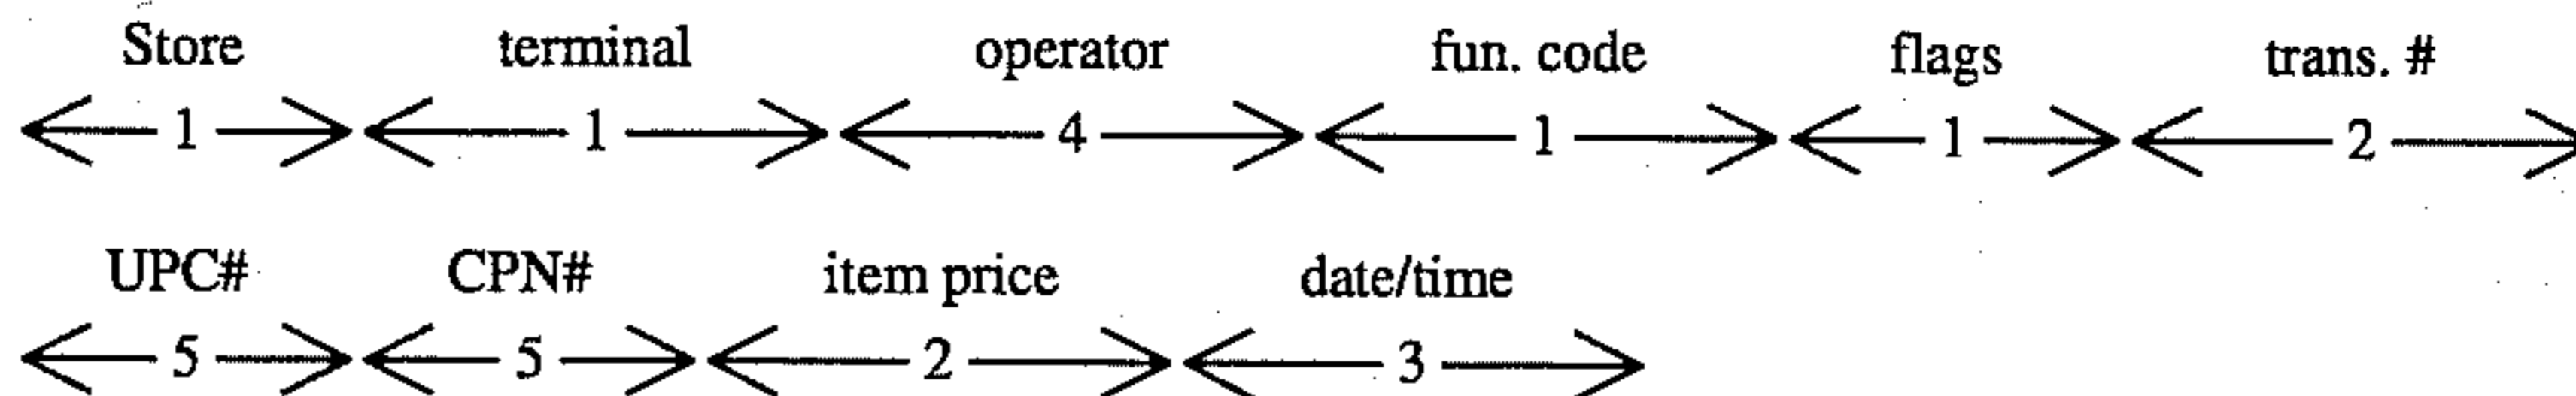 Store terminal operator fun. code flags trans. #
1 1 4 1 1 2
UPC# CPN# item price date/time
5 5 2 3